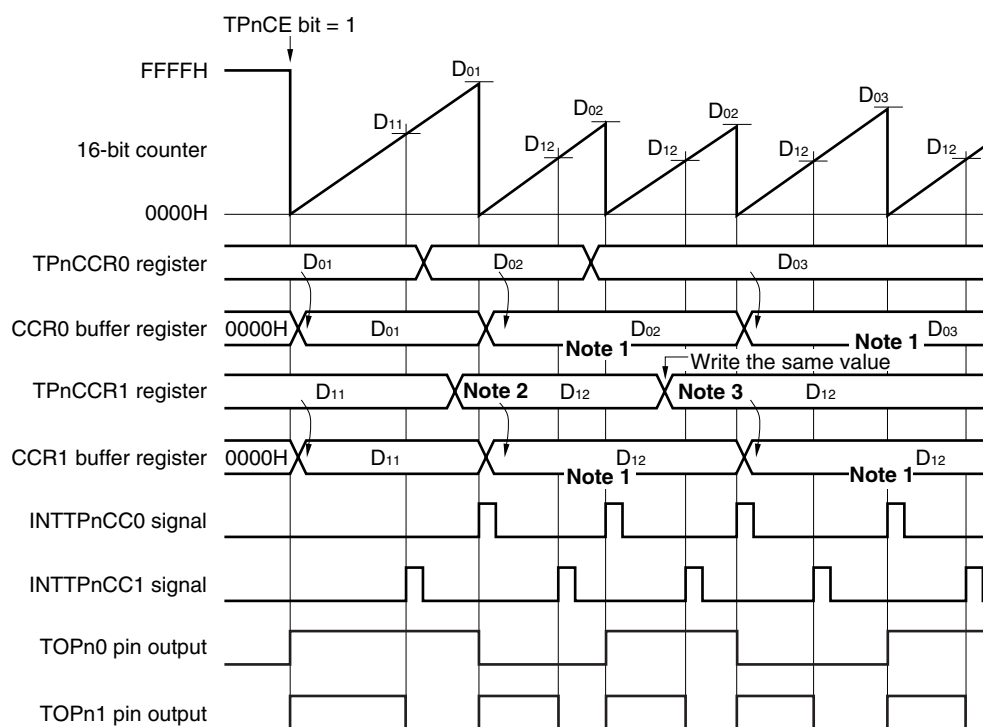 TPnCE bit = 1
FFFFH
D01
D03
D02
D02
D11
D12
D12
D12
D12
16-bit counter
0000H
TPnCCR0 register
D01
D02
D03
CCR0 buffer register
0000H
D01
D02
D03
Note 1
Note 1
Write the same value
TPnCCR1 register
D11
Note 2
D12
Note 3
D12
CCR1 buffer register
0000H
D11
D12
D12
Note 1
Note 1
INTTPnCC0 signal
INTTPnCC1 signal
TOPn0 pin output
TOPn1 pin output